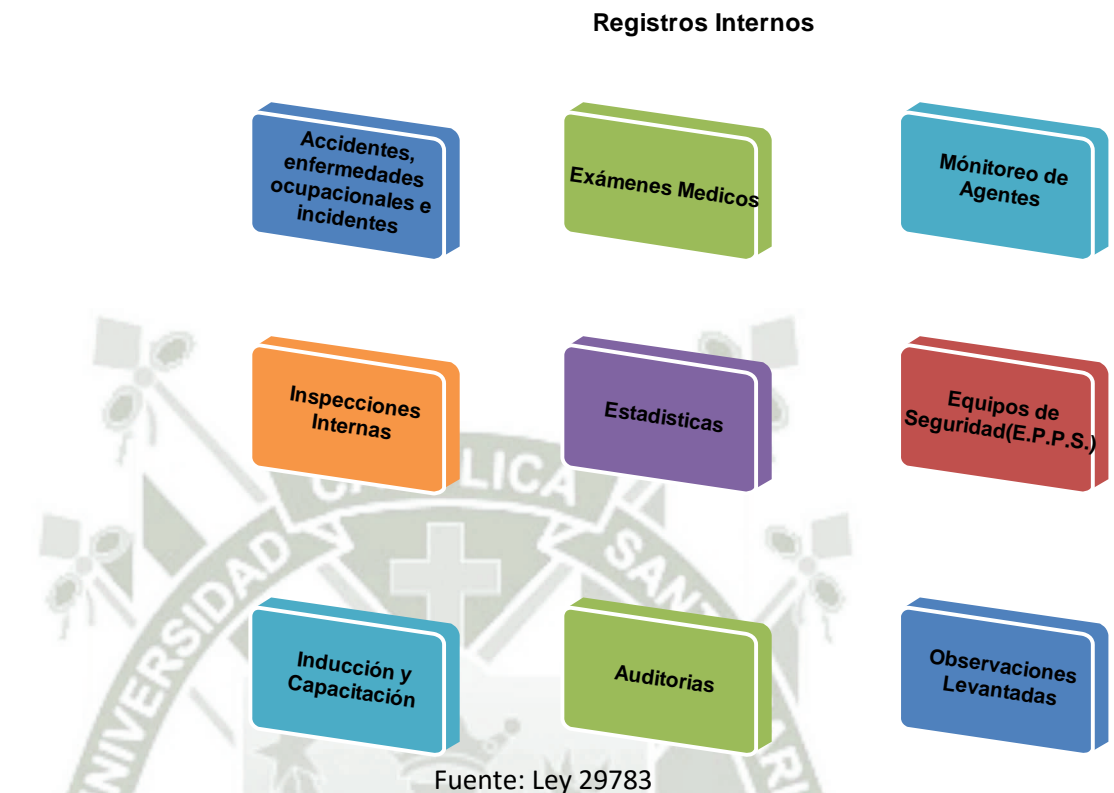 Registros Internos
Accidentes,
enfermedades
ocupacionales e
incidentes
Exámenes Medicos
Mónitoreo de
Agentes
Inspecciones
Internas
Estadisticas
Equipos de
Seguridad(E.P.P.S.)
Inducción y
Capacitación
Auditorias
Observaciones
Levantadas
Fuente: Ley 29783